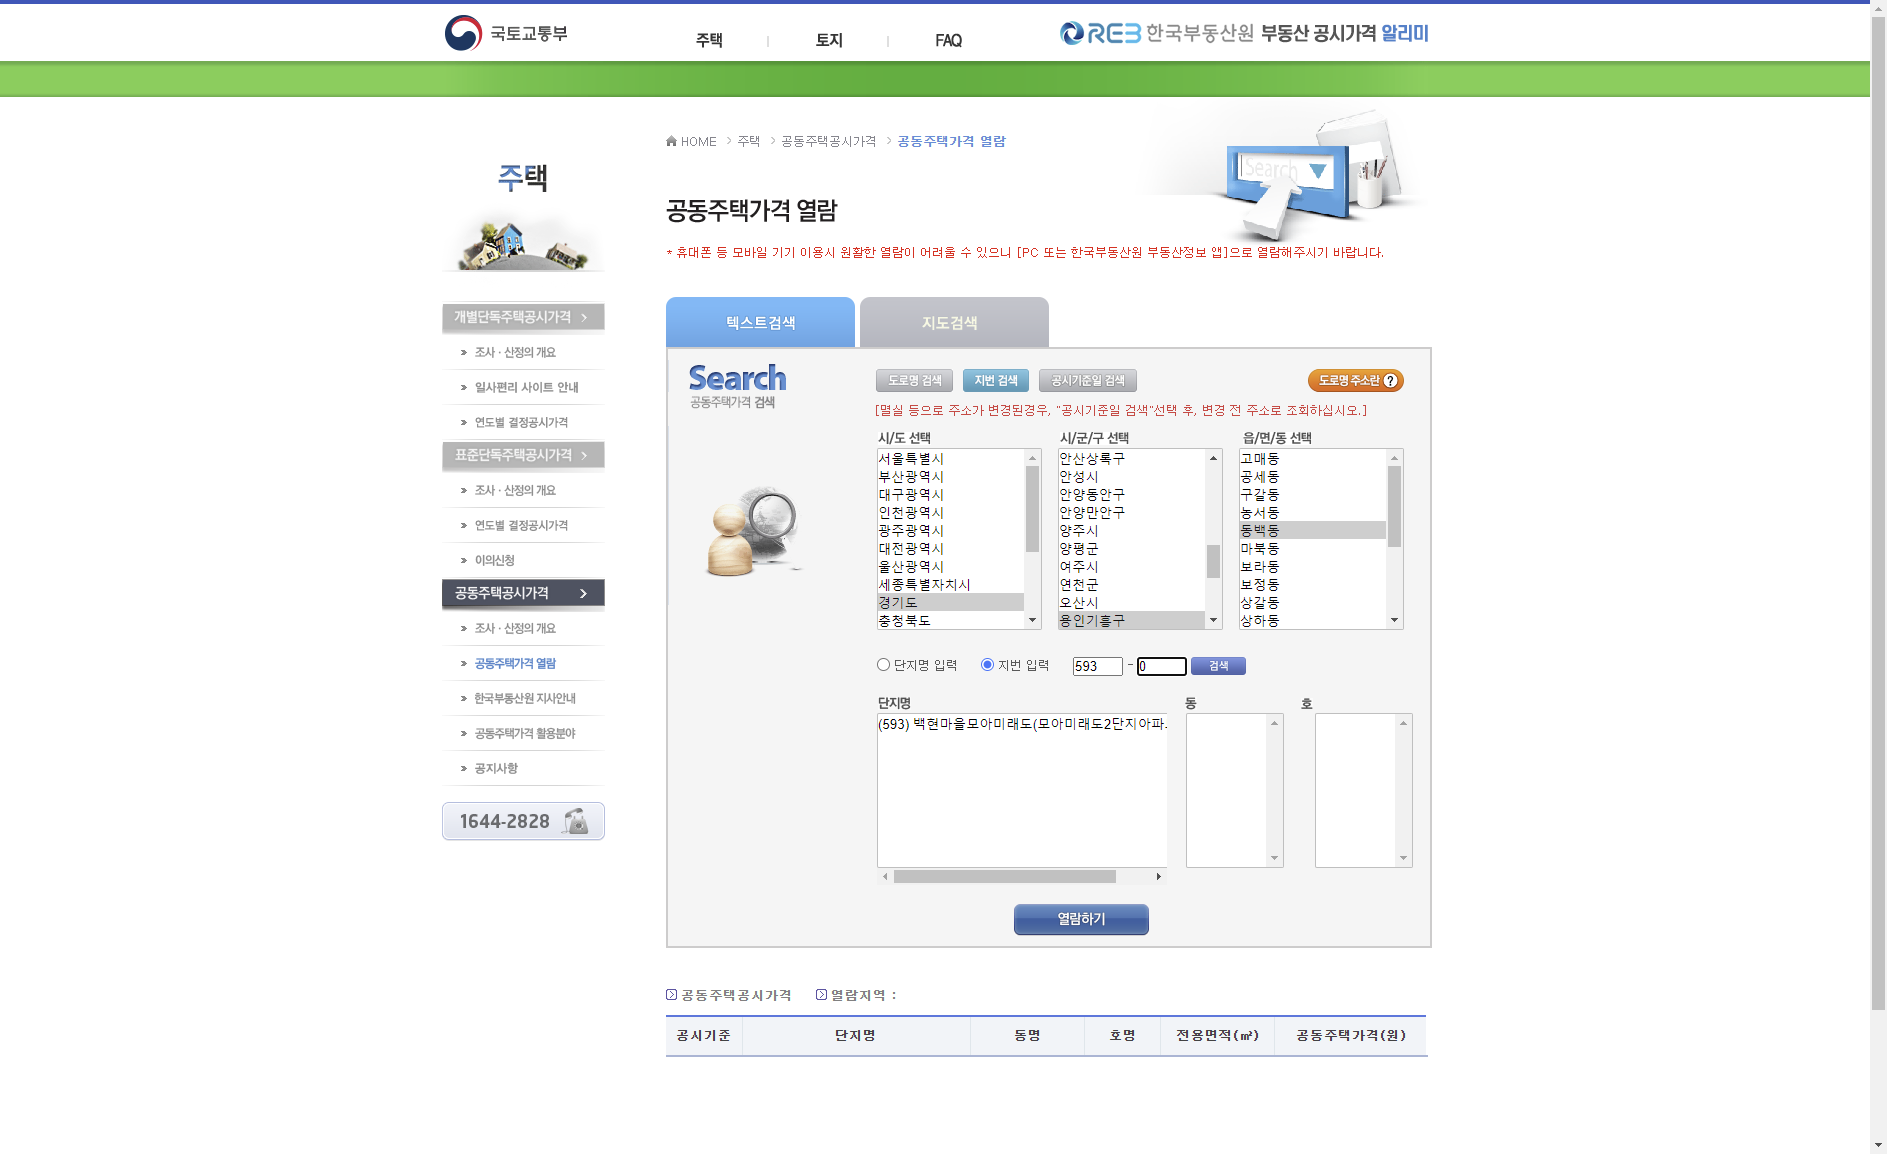 국토교통부
주택
토지
FAQ
REB 한국부동산원 부동산 공시가격 알리미
HOME > 주택 > 공동주택공시가격 > 공동주택가격 열람
주택
Search
공동주택가격 열람
* 휴대폰 등 모바일 기기 이용시 원활한 열람이 어려울 수 있으니 [PC 또는 한국부동산원 부동산정보 앱]으로 열람해주시기 바랍니다.
개별단독주택공시가격 >
조사 · 산정의 개요
일사편리 사이트 안내
연도별 결정공시가격
표준단독주택공시가격 >
조사 · 산정의 개요
연도별 결정공시가격
이의신청
공동주택공시가격 >
조사 · 산정의 개요
공동주택가격 열람
한국부동산원 지사안내
공동주택가격 활용분야
공지사항
1644-2828
텍스트검색
지도검색
Search
공동주택가격 검색
도로명 검색
지번 검색
공시기준일 검색
도로명 주소란 ?
[멸실 등으로 주소가 변경된경우, "공시기준일 검색"선택 후, 변경 전 주소로 조회하십시오.]
시/도 선택
서울특별시
부산광역시
대구광역시
인천광역시
광주광역시
대전광역시
울산광역시
세종특별자치시
경기도
충청북도
시/군/구 선택
안산상록구
안성시
안양동안구
안양만안구
양주시
양평군
여주시
연천군
오산시
용인기흥구
읍/면/동 선택
고매동
공세동
구갈동
농서동
동백동
마북동
보라동
보정동
상갈동
상하동
단지명 입력
지번 입력
593 - 0
검색
단지명
동
호
(593) 백현마을모아미래도(모아미래도2단지아파
열람하기
공동주택공시가격
열람지역 :
공시기준
단지명
동명
호명
전용면적(㎡)
공동주택가격(원)